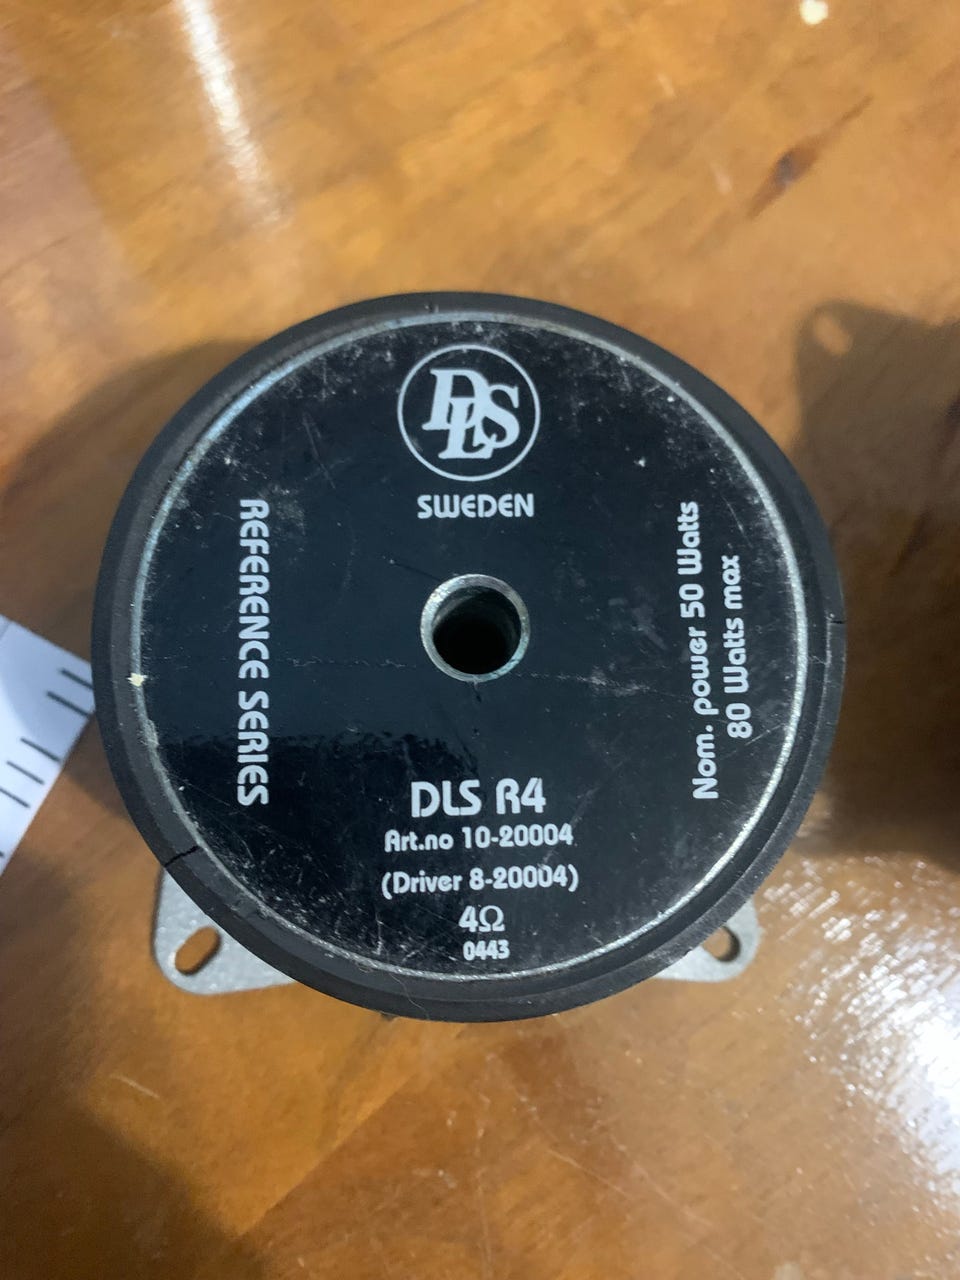 DLS
SWEDEN
REFERENCE SERIES
Nom. power 50 Watts
80 Watts max
DLS R4
Art.no 10-20004
(Driver 8-20004)
4Ω
0443